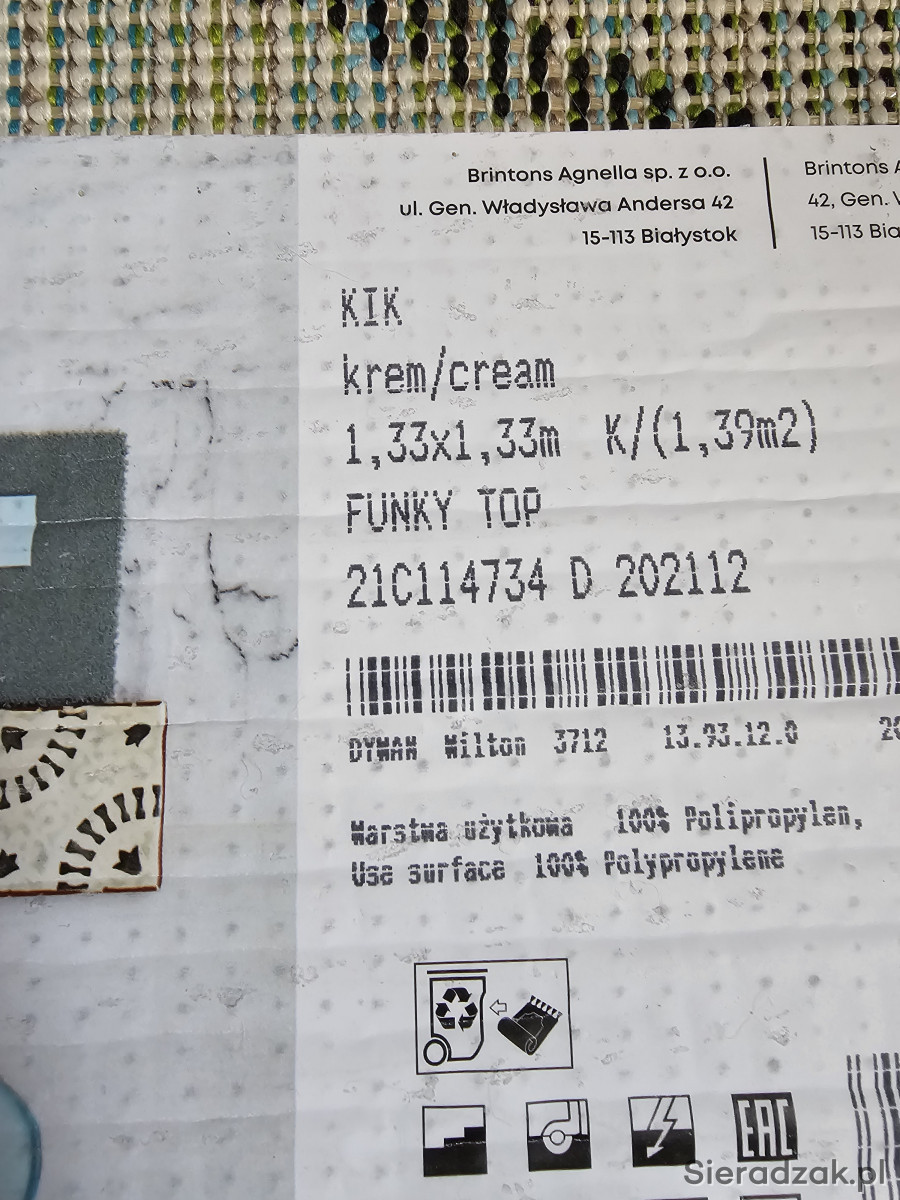 Brintons Agnella sp. z o.o.
ul. Gen. Władysława Andersa 42
15-113 Białystok
Brintons A
42, Gen. W
15-113 Bia
KIK
krem/cream
1,33x1,33m K/(1,39m2)
FUNKY TOP
21C114734 D 202112
DYWAN Wilton 3712 13.93.12.0 20
Warstwa użytkowa 100% Polipropylen,
Use surface 100% Polypropylene
EAC
Sieradzak.pl